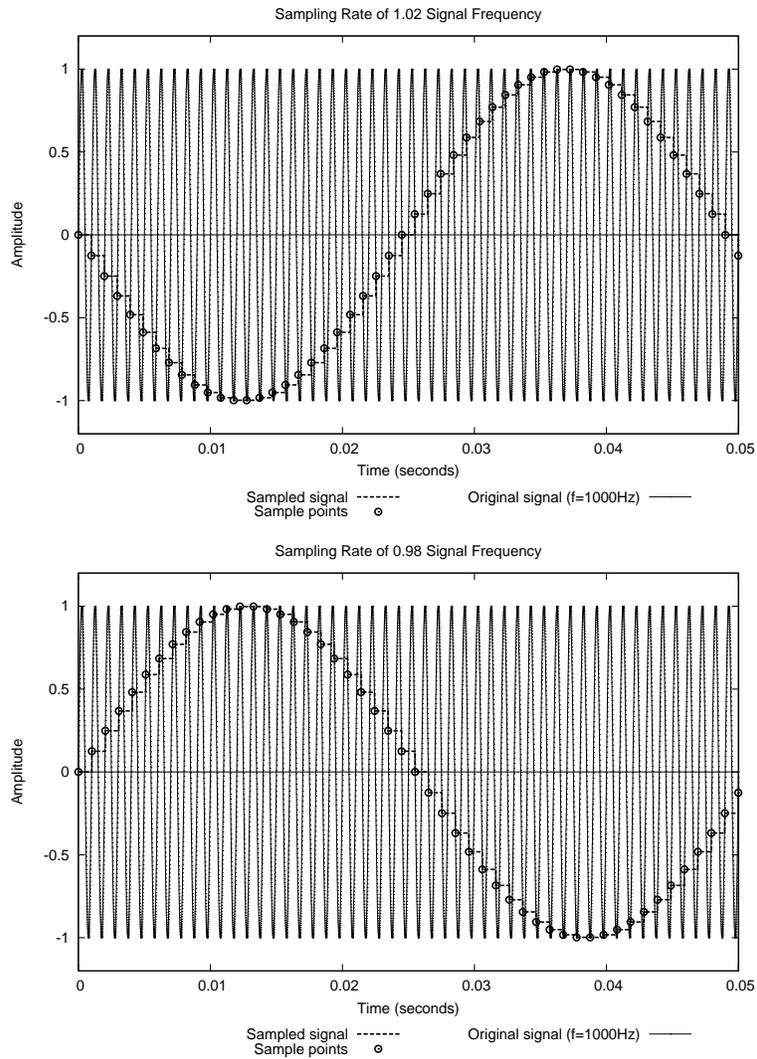 Sampling Rate of 1.02 Signal Frequency
1
0.5
0
-0.5
-1
Amplitude
0 0.01 0.02 0.03 0.04 0.05
Time (seconds)
Sampled signal Original signal (f=1000Hz)
Sample points
Sampling Rate of 0.98 Signal Frequency
1
0.5
0
-0.5
-1
Amplitude
0 0.01 0.02 0.03 0.04 0.05
Time (seconds)
Sampled signal Original signal (f=1000Hz)
Sample points